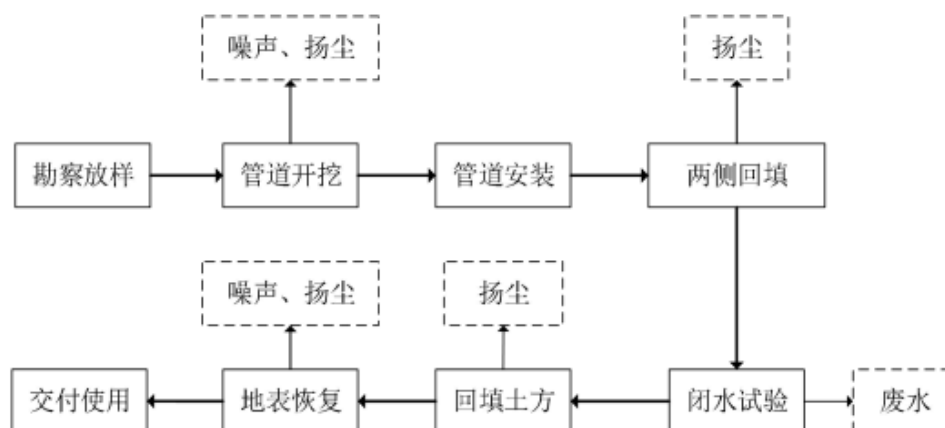 噪声、扬尘
扬尘
勘察放样
管道开挖
管道安装
两侧回填
噪声、扬尘
扬尘
交付使用
地表恢复
回填土方
闭水试验
废水